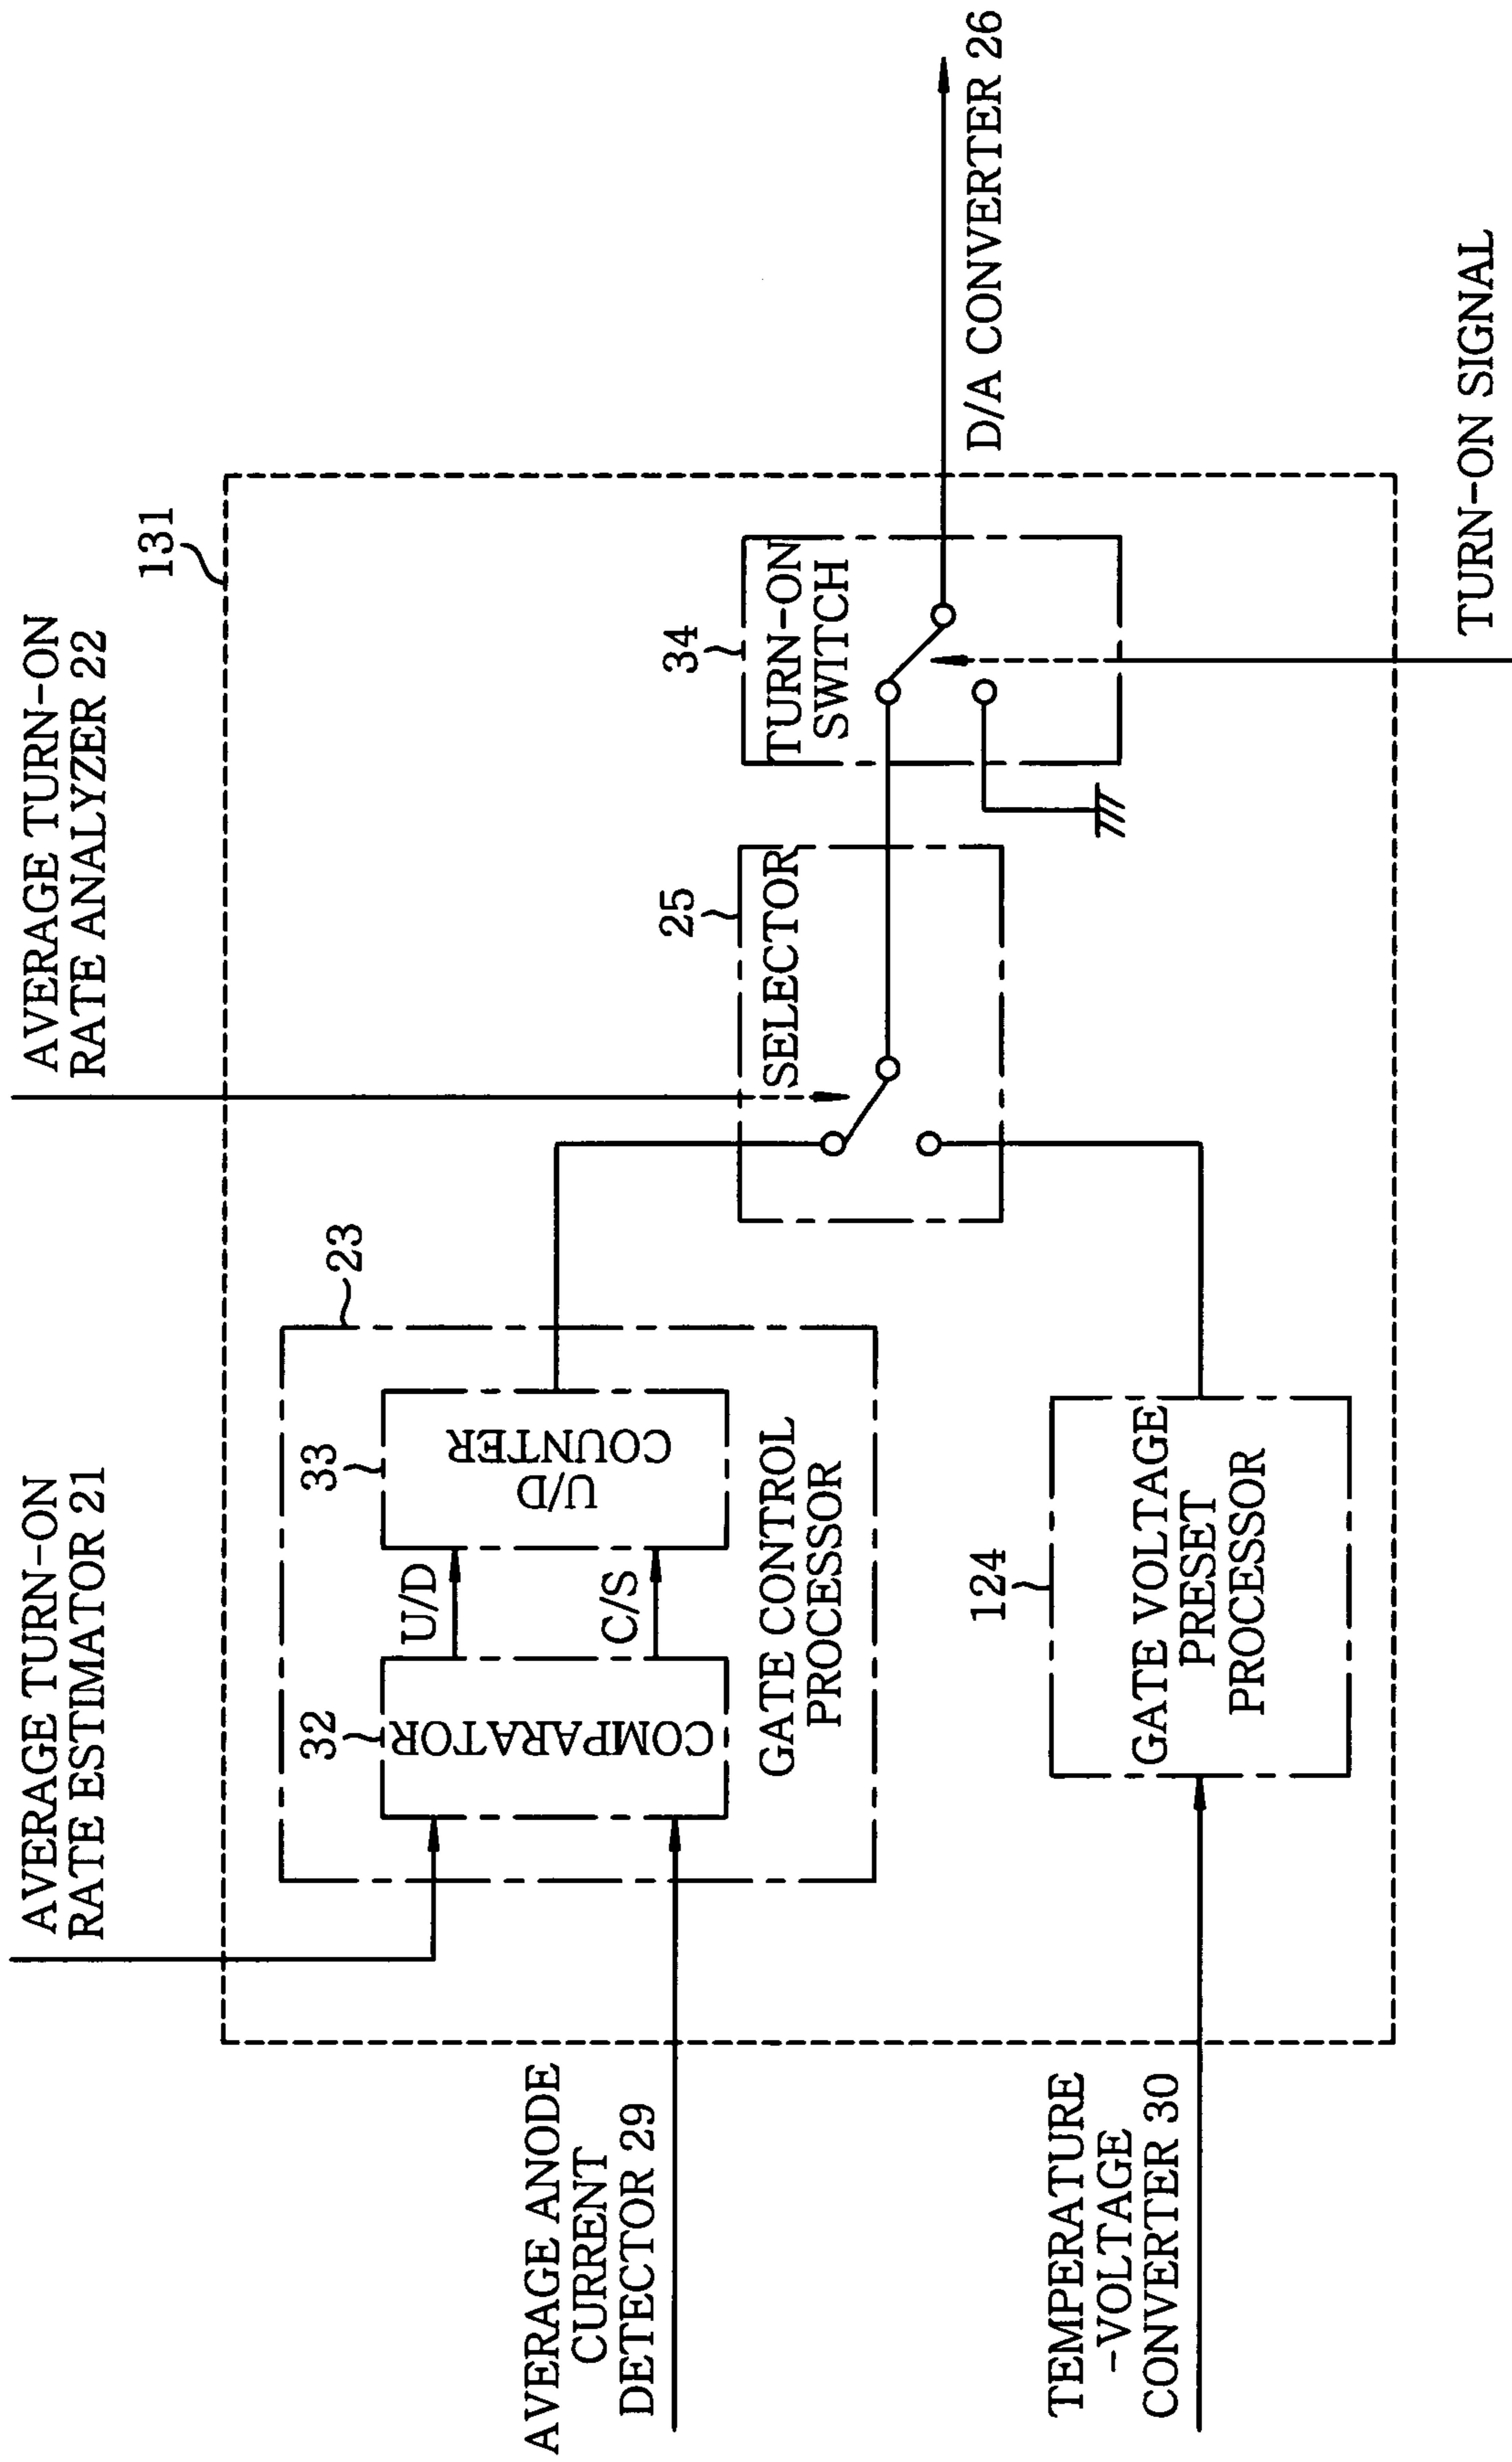 AVERAGE TURN-ON
RATE ESTIMATOR 21
AVERAGE TURN-ON
RATE ANALYZER 22
131
23
32
COMPARATOR
U/D
C/S
33
U/D
COUNTER
GATE CONTROL
PROCESSOR
AVERAGE ANODE
CURRENT
DETECTOR 29
25
SELECTOR
34
TURN-ON
SWITCH
D/A CONVERTER 26
TEMPERATURE
-VOLTAGE
CONVERTER 30
124
GATE VOLTAGE
PRESET
PROCESSOR
TURN-ON SIGNAL